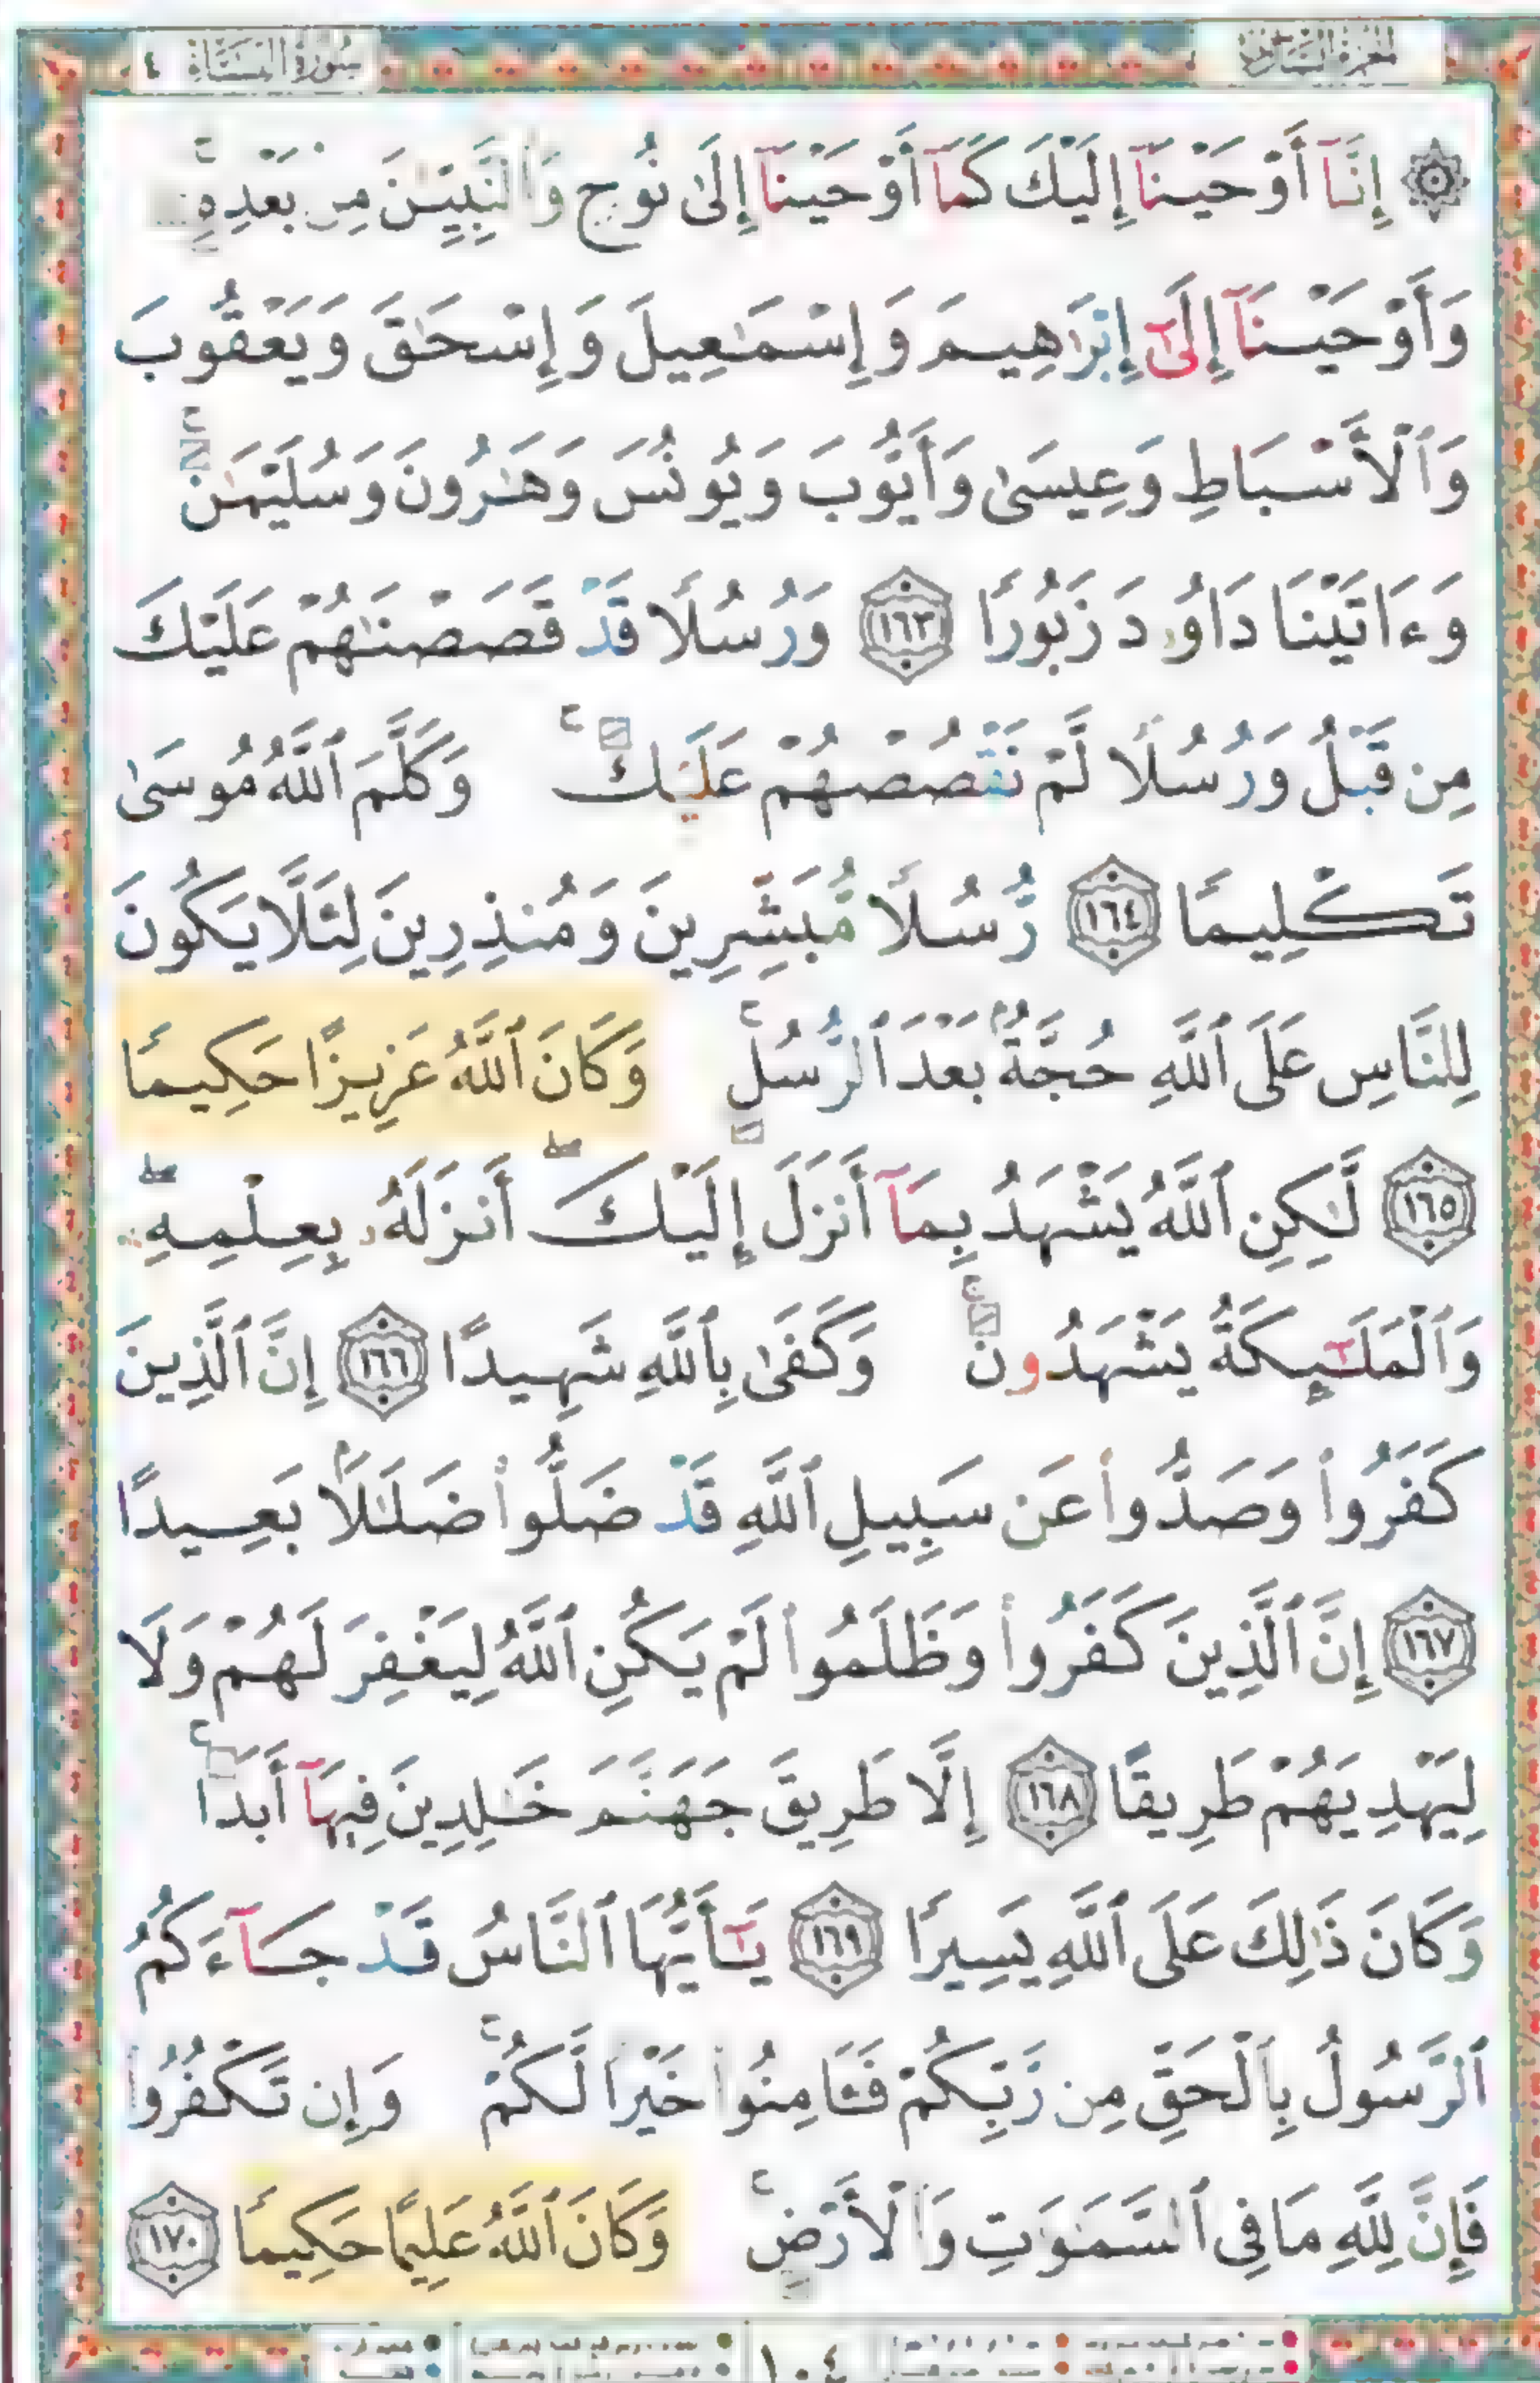 سُورَةُ النِّسَاءِ ٤
۞ إِنَّآ أَوْحَيْنَآ إِلَيْكَ كَمَآ أَوْحَيْنَآ إِلَىٰ نُوحٍ وَٱلنَّبِيِّـۧنَ مِنۢ بَعْدِهِۦۚ
وَأَوْحَيْنَآ إِلَىٰٓ إِبْرَٰهِيمَ وَإِسْمَـٰعِيلَ وَإِسْحَـٰقَ وَيَعْقُوبَ
وَٱلْأَسْبَاطِ وَعِيسَىٰ وَأَيُّوبَ وَيُونُسَ وَهَـٰرُونَ وَسُلَيْمَـٰنَۚ
وَءَاتَيْنَا دَاوُۥدَ زَبُورًا ١٦٣ وَرُسُلًا قَدْ قَصَصْنَـٰهُمْ عَلَيْكَ
مِن قَبْلُ وَرُسُلًا لَّمْ نَقْصُصْهُمْ عَلَيْكَۚ وَكَلَّمَ ٱللَّهُ مُوسَىٰ
تَكْلِيمًا ١٦٤ رُّسُلًا مُّبَشِّرِينَ وَمُنذِرِينَ لِئَلَّا يَكُونَ
لِلنَّاسِ عَلَى ٱللَّهِ حُجَّةٌۢ بَعْدَ ٱلرُّسُلِۚ وَكَانَ ٱللَّهُ عَزِيزًا حَكِيمًا
١٦٥ لَّـٰكِنِ ٱللَّهُ يَشْهَدُ بِمَآ أَنزَلَ إِلَيْكَۖ أَنزَلَهُۥ بِعِلْمِهِۦۖ
وَٱلْمَلَـٰٓئِكَةُ يَشْهَدُونَۚ وَكَفَىٰ بِٱللَّهِ شَهِيدًا ١٦٦ إِنَّ ٱلَّذِينَ
كَفَرُوا۟ وَصَدُّوا۟ عَن سَبِيلِ ٱللَّهِ قَدْ ضَلُّوا۟ ضَلَـٰلًۢا بَعِيدًا
١٦٧ إِنَّ ٱلَّذِينَ كَفَرُوا۟ وَظَلَمُوا۟ لَمْ يَكُنِ ٱللَّهُ لِيَغْفِرَ لَهُمْ وَلَا
لِيَهْدِيَهُمْ طَرِيقًا ١٦٨ إِلَّا طَرِيقَ جَهَنَّمَ خَـٰلِدِينَ فِيهَآ أَبَدًاۚ
وَكَانَ ذَٰلِكَ عَلَى ٱللَّهِ يَسِيرًا ١٦٩ يَـٰٓأَيُّهَا ٱلنَّاسُ قَدْ جَآءَكُمُ
ٱلرَّسُولُ بِٱلْحَقِّ مِن رَّبِّكُمْ فَـَٔامِنُوا۟ خَيْرًا لَّكُمْۚ وَإِن تَكْفُرُوا۟
فَإِنَّ لِلَّهِ مَا فِى ٱلسَّمَـٰوَٰتِ وَٱلْأَرْضِۚ وَكَانَ ٱللَّهُ عَلِيمًا حَكِيمًا ١٧٠
١٠٤